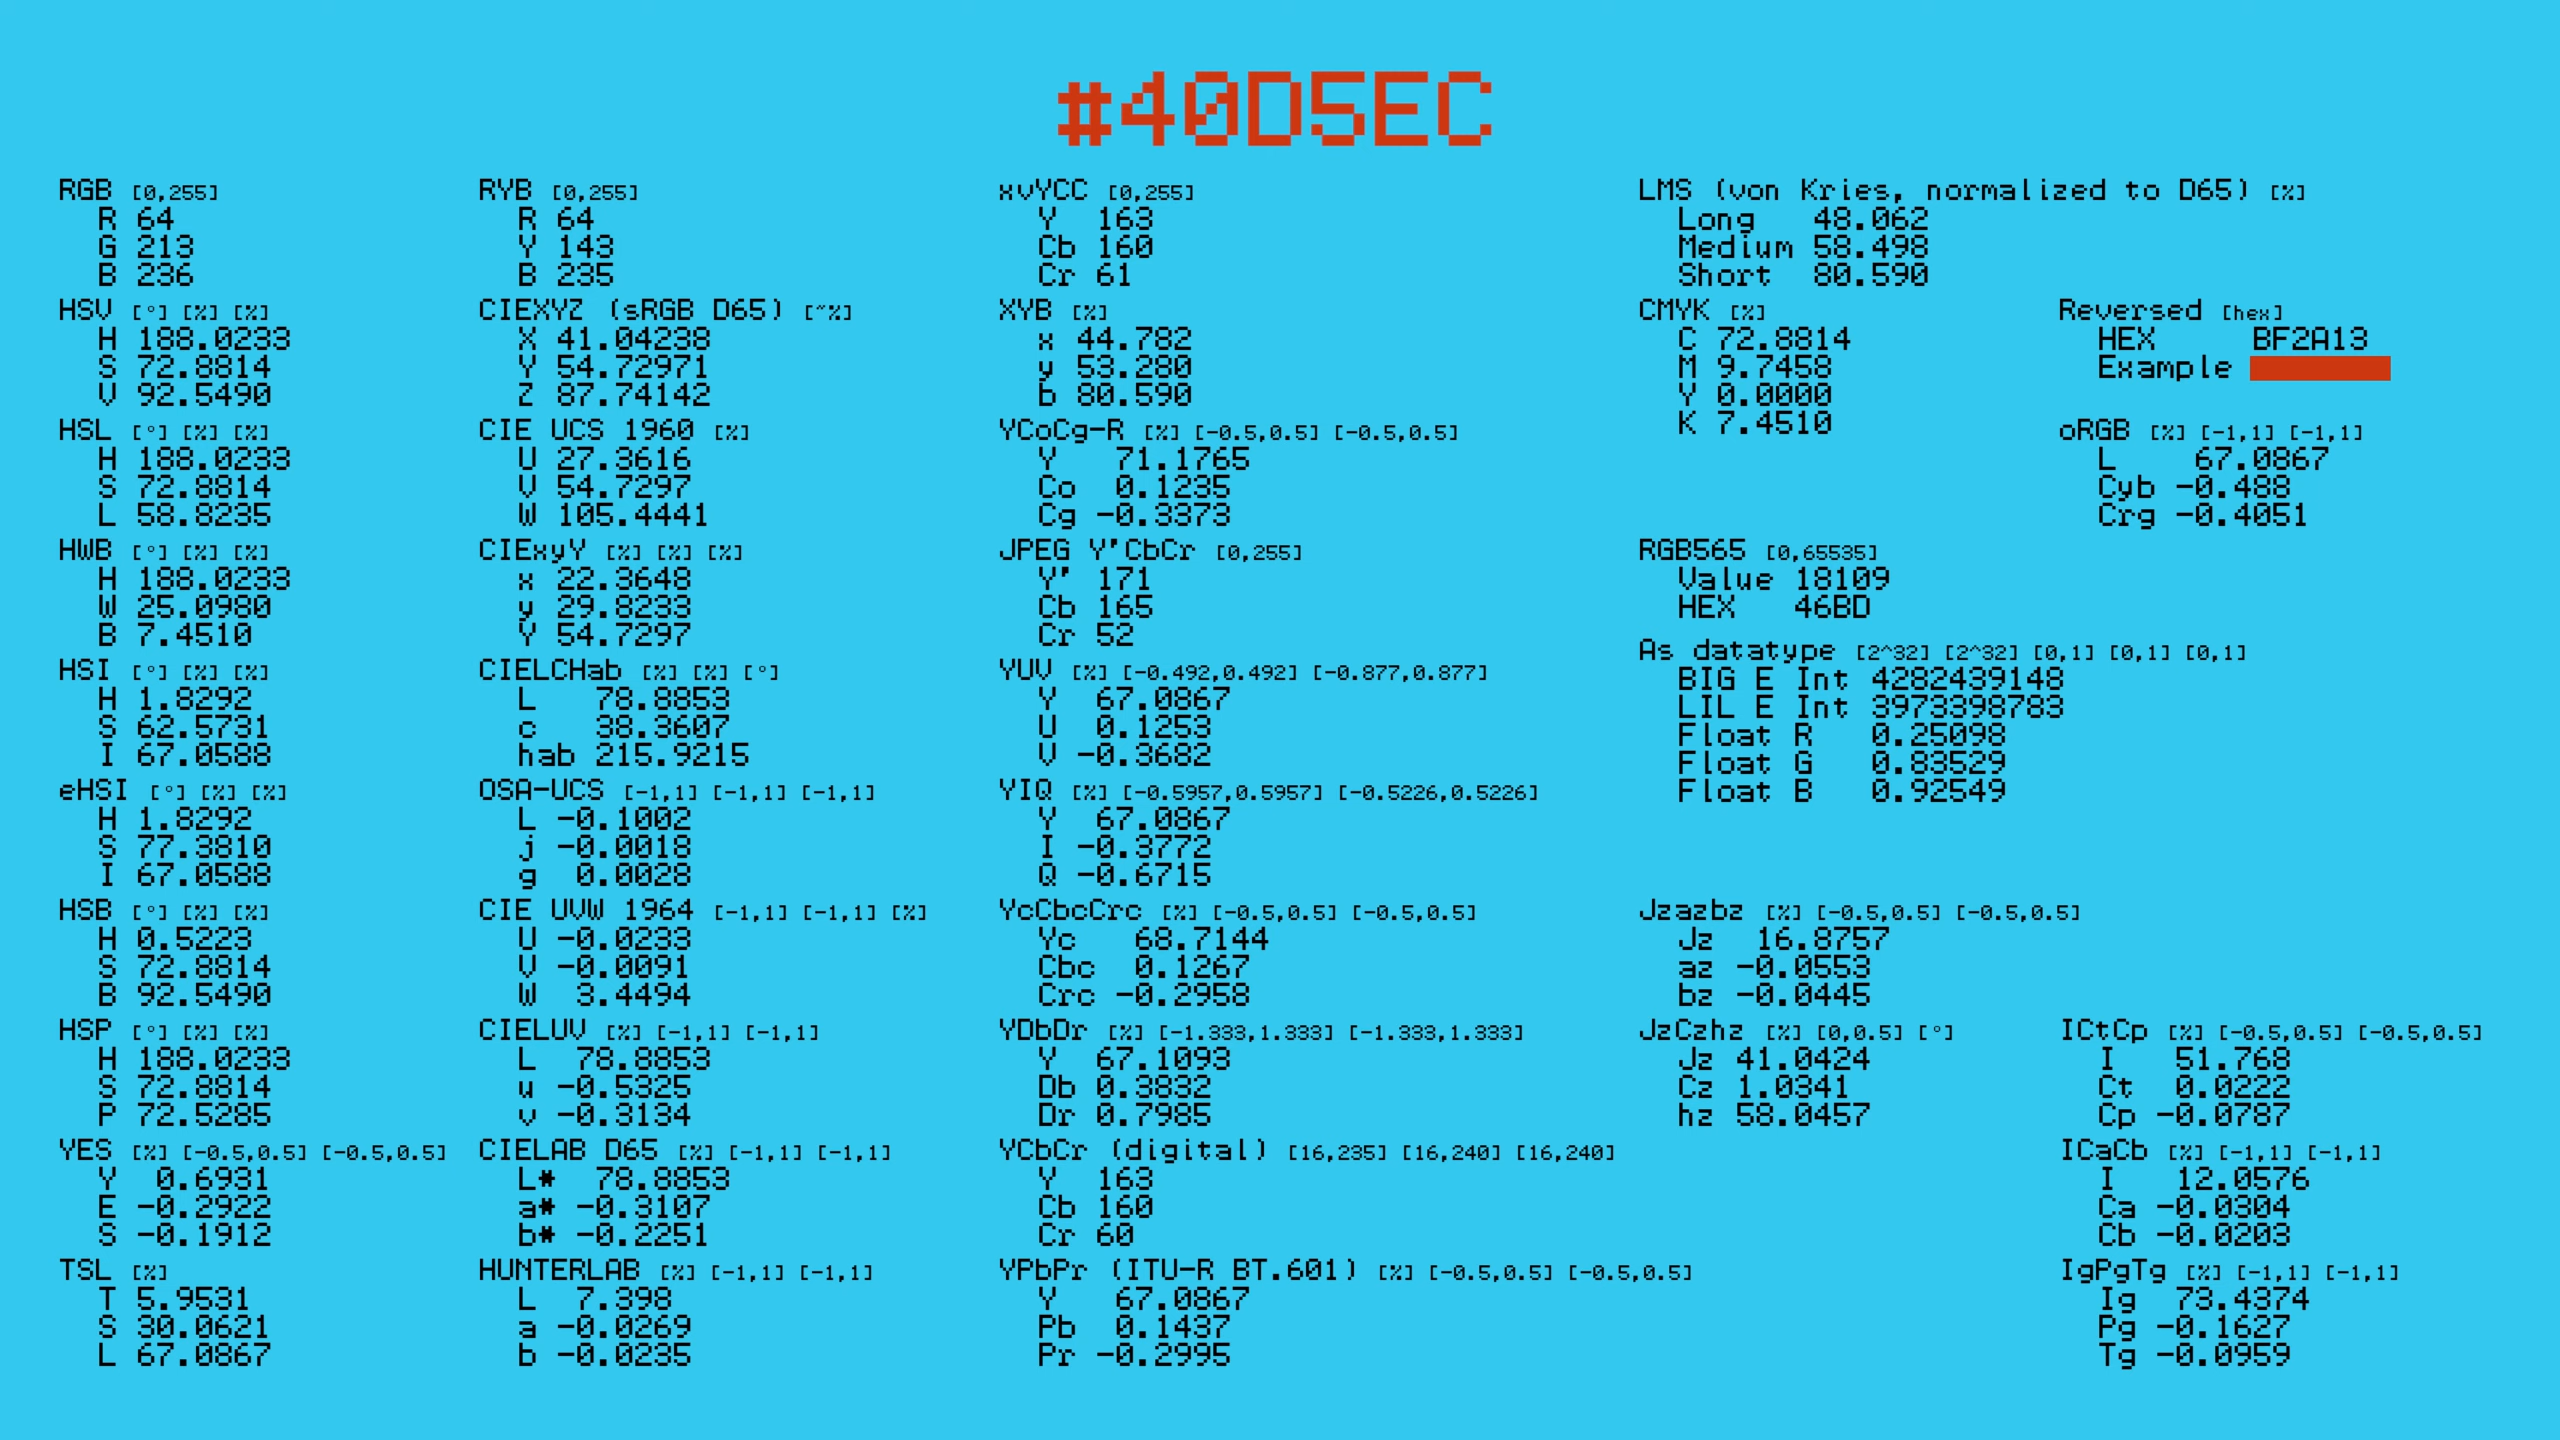 #40D5EC
RGB [0,255]
R 64
G 213
B 236
HSV [°] [%] [%]
H 188.0233
S 72.8814
V 92.5490
HSL [°] [%] [%]
H 188.0233
S 72.8814
L 58.8235
HWB [°] [%] [%]
H 188.0233
W 25.0980
B 7.4510
HSI [°] [%] [%]
H 1.8292
S 62.5731
I 67.0588
eHSI [°] [%] [%]
H 1.8292
S 77.3810
I 67.0588
HSB [°] [%] [%]
H 0.5223
S 72.8814
B 92.5490
HSP [°] [%] [%]
H 188.0233
S 72.8814
P 72.5285
YES [%] [-0.5,0.5] [-0.5,0.5]
Y 0.6931
E -0.2922
S -0.1912
TSL [%]
T 5.9531
S 30.0621
L 67.0867
RYB [0,255]
R 64
Y 143
B 235
CIEXYZ (sRGB D65) [~%]
X 41.04238
Y 54.72971
Z 87.74142
CIE UCS 1960 [%]
U 27.3616
V 54.7297
W 105.4441
CIExyY [%] [%] [%]
x 22.3648
y 29.8233
Y 54.7297
CIELCHab [%] [%] [°]
L 78.8853
c 38.3607
hab 215.9215
OSA-UCS [-1,1] [-1,1] [-1,1]
L -0.1002
j -0.0018
g 0.0028
CIE UVW 1964 [-1,1] [-1,1] [%]
U -0.0233
V -0.0091
W 3.4494
CIELUV [%] [-1,1] [-1,1]
L 78.8853
u -0.5325
v -0.3134
CIELAB D65 [%] [-1,1] [-1,1]
L* 78.8853
a* -0.3107
b* -0.2251
HUNTERLAB [%] [-1,1] [-1,1]
L 7.398
a -0.0269
b -0.0235
xvYCC [0,255]
Y 163
Cb 160
Cr 61
XYB [%]
x 44.782
y 53.280
b 80.590
YCoCg-R [%] [-0.5,0.5] [-0.5,0.5]
Y 71.1765
Co 0.1235
Cg -0.3373
JPEG Y'CbCr [0,255]
Y' 171
Cb 165
Cr 52
YUV [%] [-0.492,0.492] [-0.877,0.877]
Y 67.0867
U 0.1253
V -0.3682
YIQ [%] [-0.5957,0.5957] [-0.5226,0.5226]
Y 67.0867
I -0.3772
Q -0.6715
YcCbcCrc [%] [-0.5,0.5] [-0.5,0.5]
Yc 68.7144
Cbc 0.1267
Crc -0.2958
YDbDr [%] [-1.333,1.333] [-1.333,1.333]
Y 67.1093
Db 0.3832
Dr 0.7985
YCbCr (digital) [16,235] [16,240] [16,240]
Y 163
Cb 160
Cr 60
YPbPr (ITU-R BT.601) [%] [-0.5,0.5] [-0.5,0.5]
Y 67.0867
Pb 0.1437
Pr -0.2995
LMS (von Kries, normalized to D65) [%]
Long 48.062
Medium 58.498
Short 80.590
CMYK [%]
C 72.8814
M 9.7458
Y 0.0000
K 7.4510
Reversed [hex]
HEX BF2A13
Example
oRGB [%] [-1,1] [-1,1]
L 67.0867
Cyb -0.488
Crg -0.4051
RGB565 [0,65535]
Value 18109
HEX 46BD
As datatype [2^32] [2^32] [0,1] [0,1] [0,1]
BIG E Int 4282439148
LIL E Int 3973398783
Float R 0.25098
Float G 0.83529
Float B 0.92549
Jzazbz [%] [-0.5,0.5] [-0.5,0.5]
Jz 16.8757
az -0.0553
bz -0.0445
JzCzhz [%] [0,0.5] [°]
Jz 41.0424
Cz 1.0341
hz 58.0457
ICtCp [%] [-0.5,0.5] [-0.5,0.5]
I 51.768
Ct 0.0222
Cp -0.0787
ICaCb [%] [-1,1] [-1,1]
I 12.0576
Ca -0.0304
Cb -0.0203
IgPgTg [%] [-1,1] [-1,1]
Ig 73.4374
Pg -0.1627
Tg -0.0959